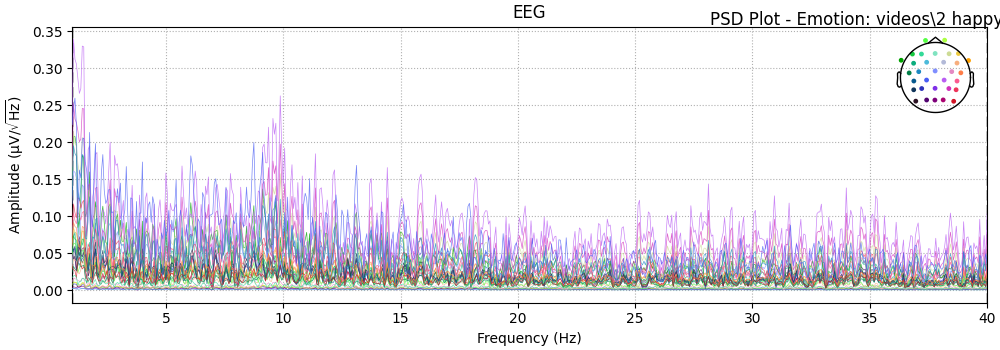 EEG
PSD Plot - Emotion: videos\2 happy
Amplitude (µV/√Hz)
0.35
0.30
0.25
0.20
0.15
0.10
0.05
0.00
5 10 15 20 25 30 35 40
Frequency (Hz)